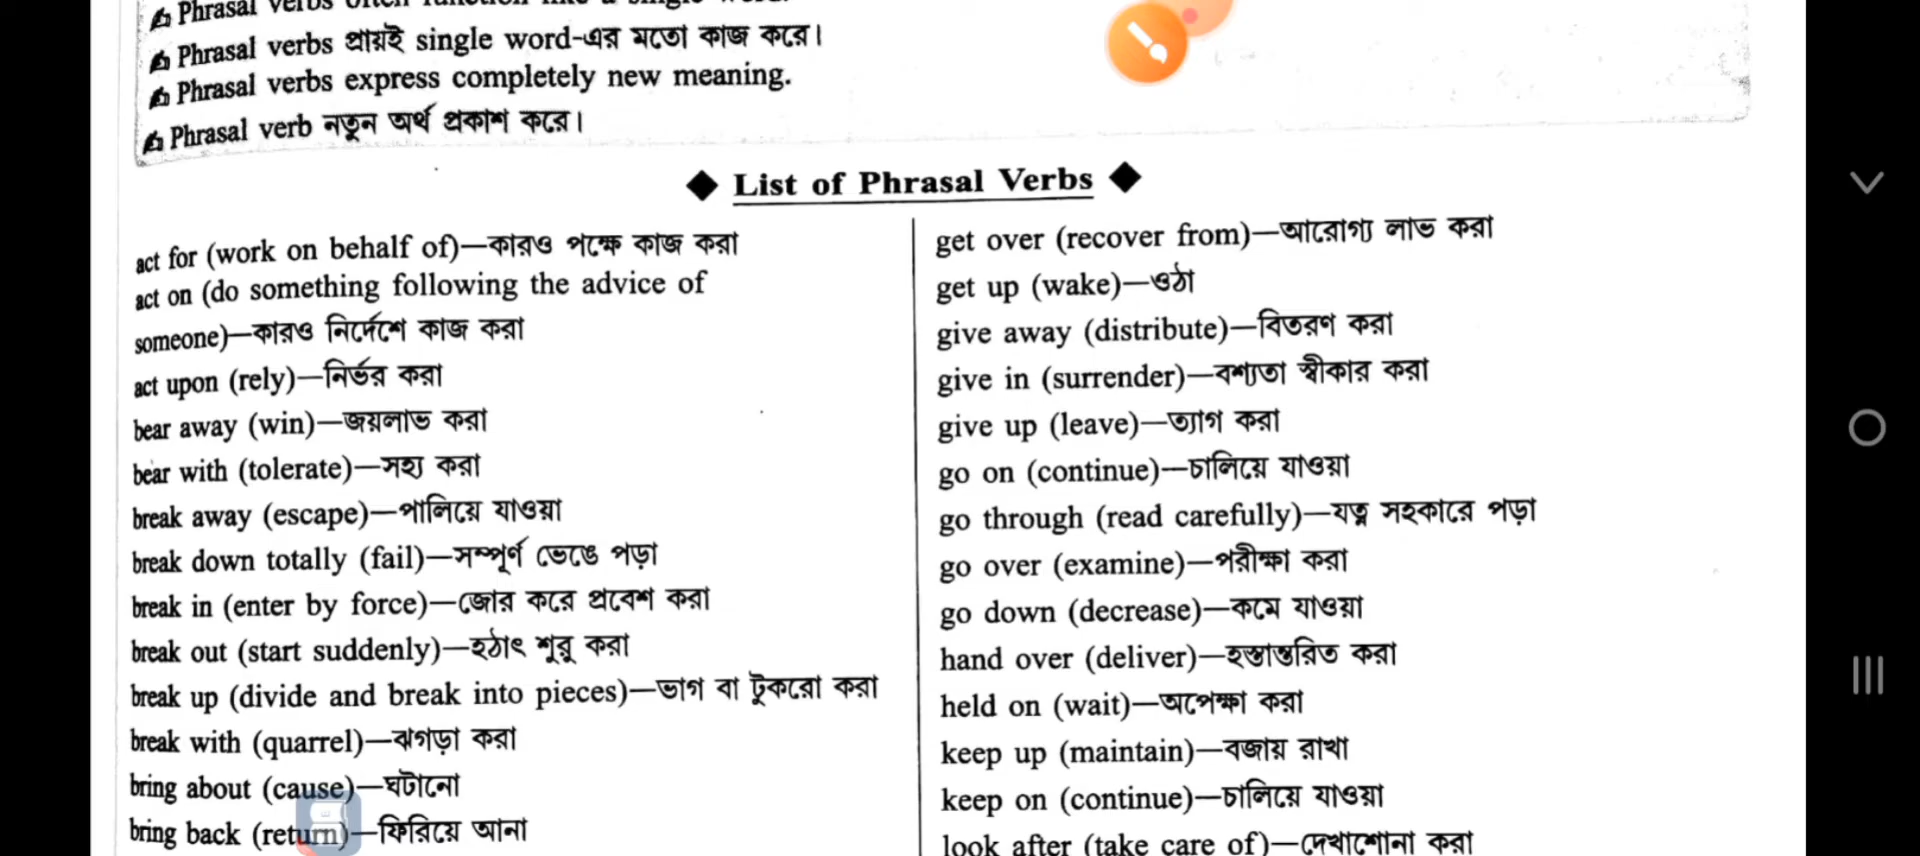 Phrasal verbs often function like a single word.
Phrasal verbs প্রায়ই single word-এর মতো কাজ করে।
Phrasal verbs express completely new meaning.
Phrasal verb নতুন অর্থ প্রকাশ করে।
List of Phrasal Verbs
act for (work on behalf of)—কারও পক্ষে কাজ করা
act on (do something following the advice of
someone)—কারও নির্দেশে কাজ করা
act upon (rely)—নির্ভর করা
bear away (win)—জয়লাভ করা
bear with (tolerate)—সহ্য করা
break away (escape)—পালিয়ে যাওয়া
break down totally (fail)—সম্পূর্ণ ভেঙে পড়া
break in (enter by force)—জোর করে প্রবেশ করা
break out (start suddenly)—হঠাৎ শুরু করা
break up (divide and break into pieces)—ভাগ বা টুকরো করা
break with (quarrel)—ঝগড়া করা
bring about (cause)—ঘটানো
bring back (return)—ফিরিয়ে আনা
get over (recover from)—আরোগ্য লাভ করা
get up (wake)—ওঠা
give away (distribute)—বিতরণ করা
give in (surrender)—বশ্যতা স্বীকার করা
give up (leave)—ত্যাগ করা
go on (continue)—চালিয়ে যাওয়া
go through (read carefully)—যত্ন সহকারে পড়া
go over (examine)—পরীক্ষা করা
go down (decrease)—কমে যাওয়া
hand over (deliver)—হস্তান্তরিত করা
held on (wait)—অপেক্ষা করা
keep up (maintain)—বজায় রাখা
keep on (continue)—চালিয়ে যাওয়া
look after (take care of)—দেখাশোনা করা